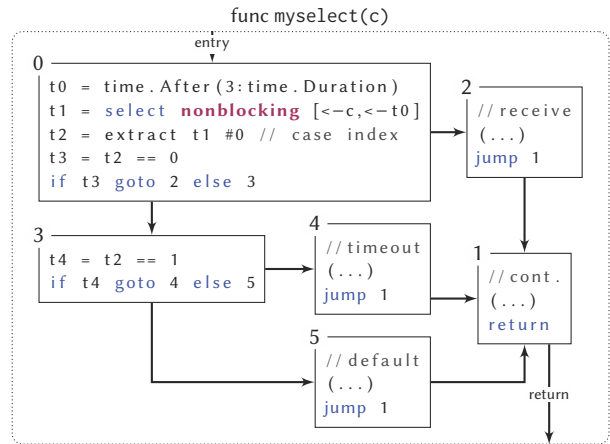 func myselect(c)
entry
0
t0 = time.After(3:time.Duration)
t1 = select nonblocking [<-c,<-t0]
t2 = extract t1 #0 // case index
t3 = t2 == 0
if t3 goto 2 else 3
2
//receive
(...)
jump 1
3
t4 = t2 == 1
if t4 goto 4 else 5
4
//timeout
(...)
jump 1
1
//cont.
(...)
return
5
//default
(...)
jump 1
return